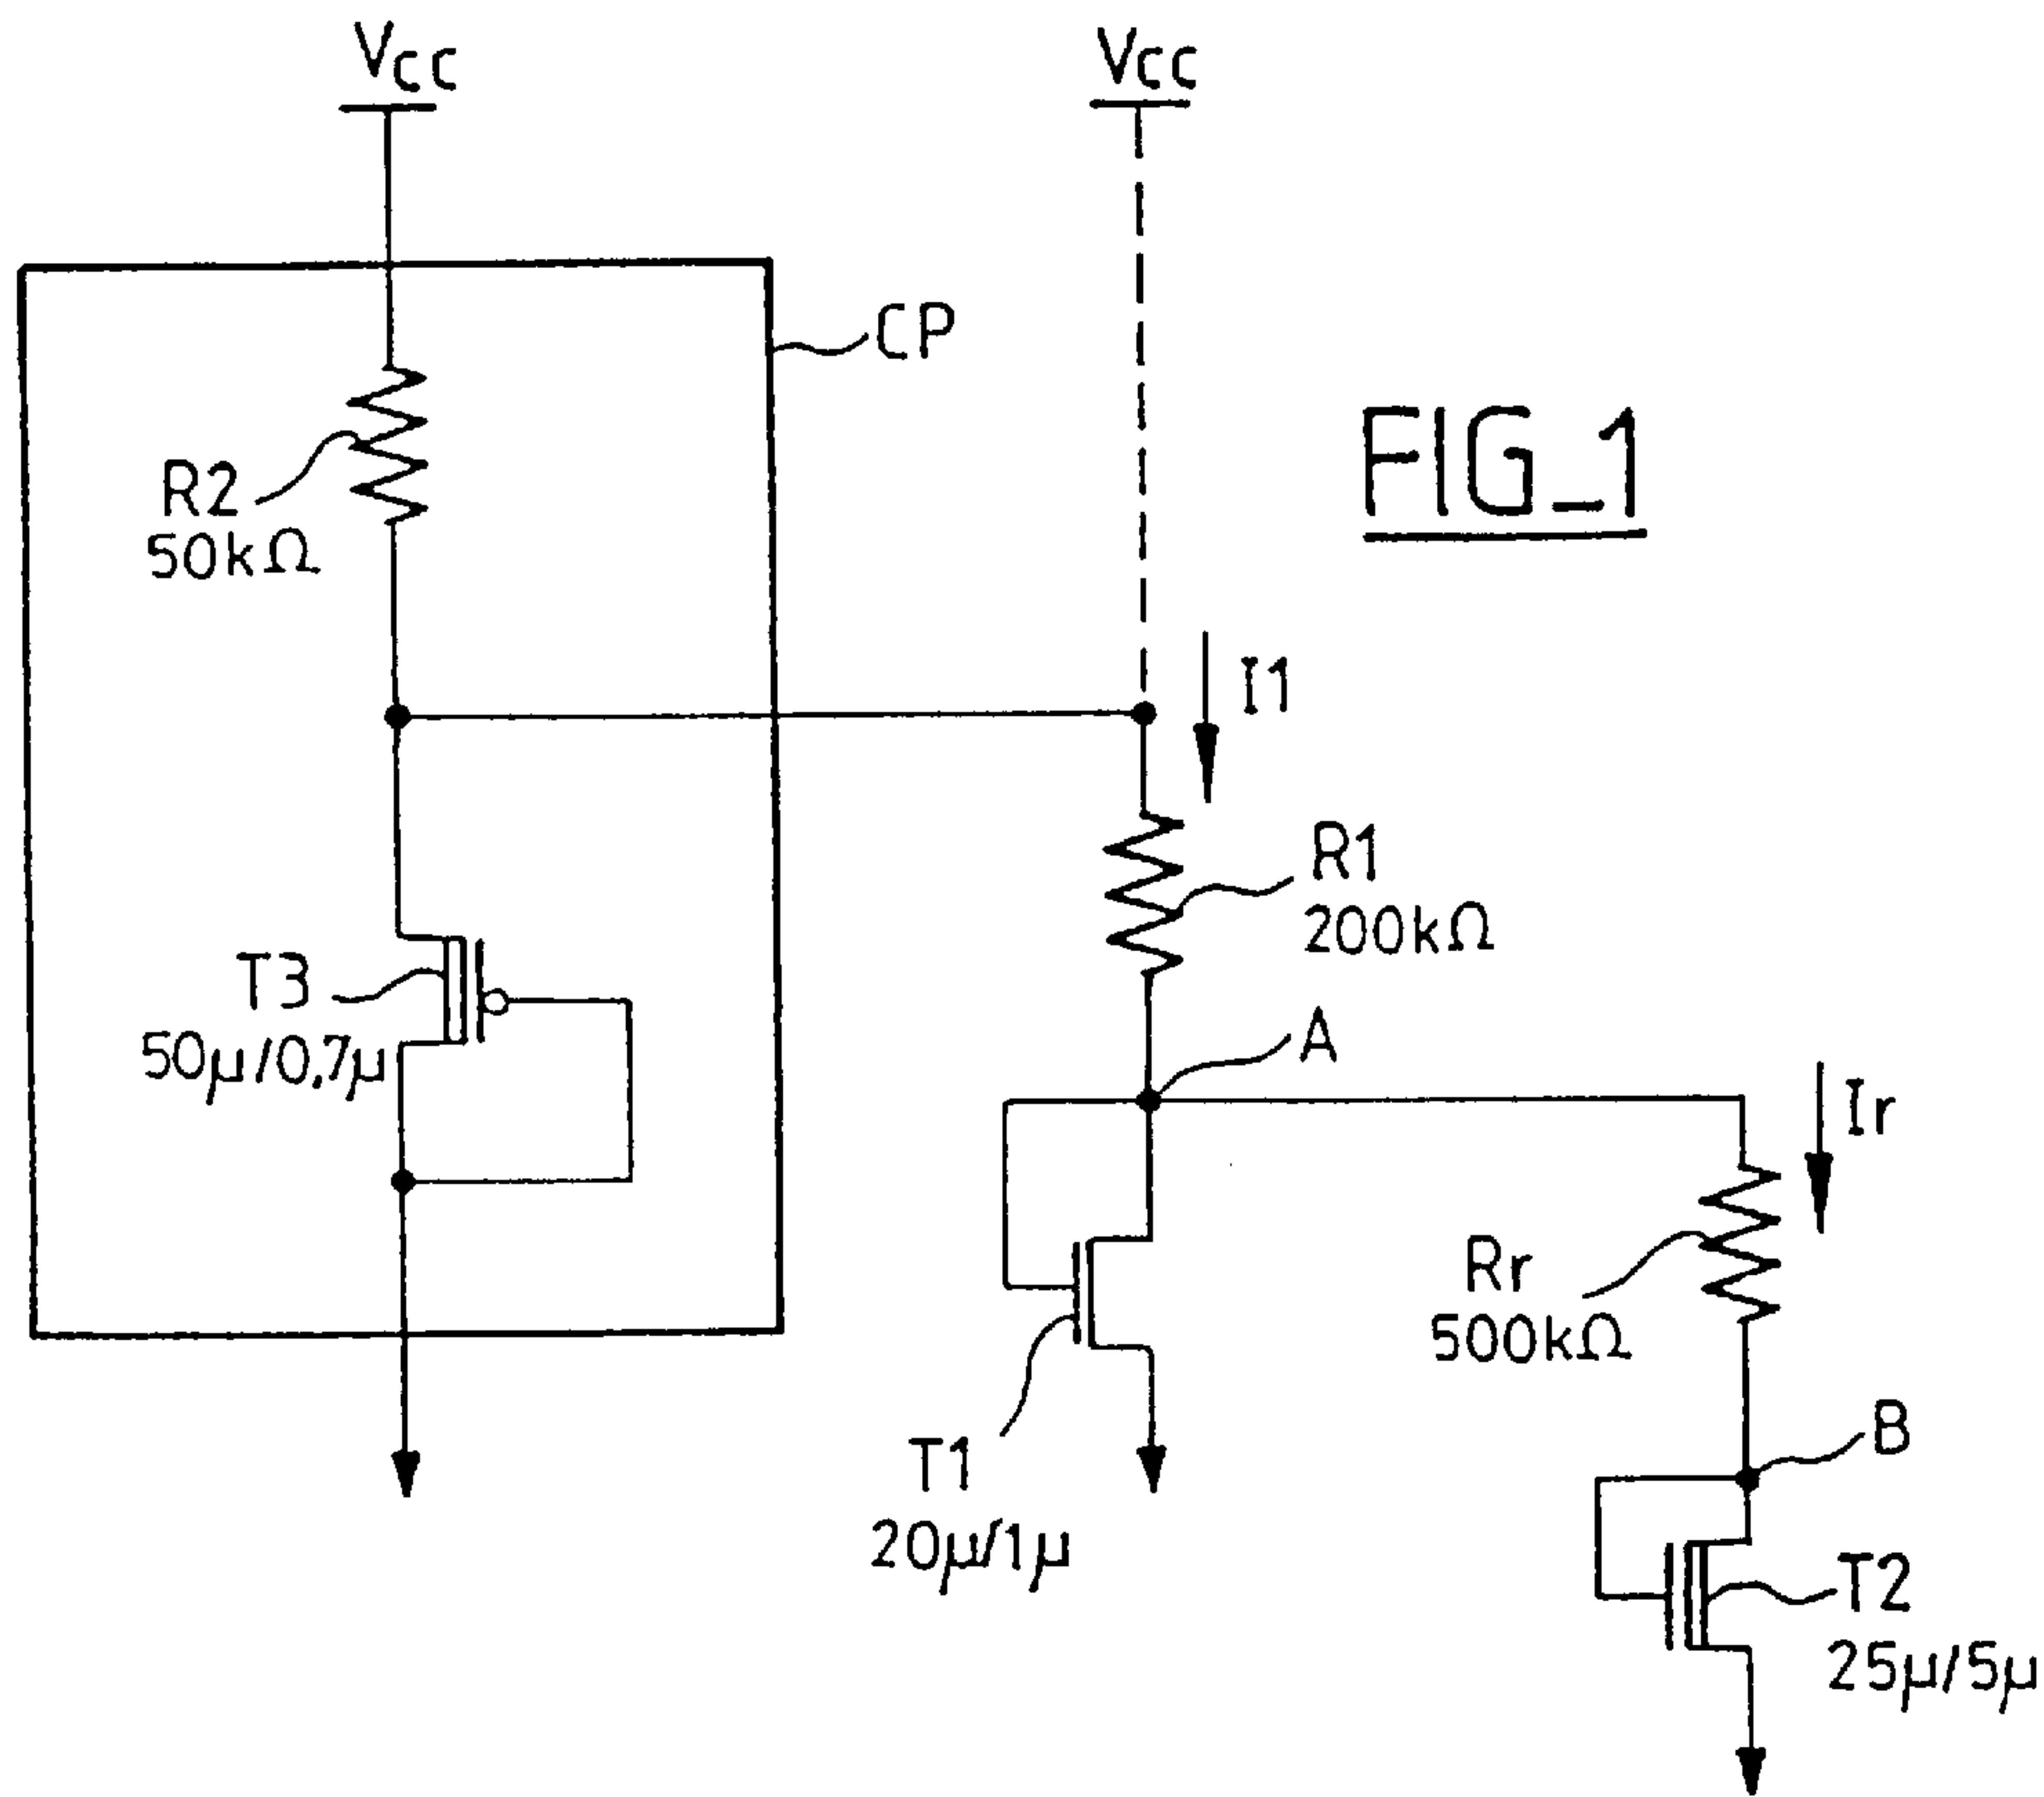 Vcc
Vcc
CP
FIG_1
R2
50kΩ
I1
R1
200kΩ
T3
50μ/0,7μ
A
Ir
Rr
500kΩ
B
T1
20μ/1μ
T2
25μ/5μ